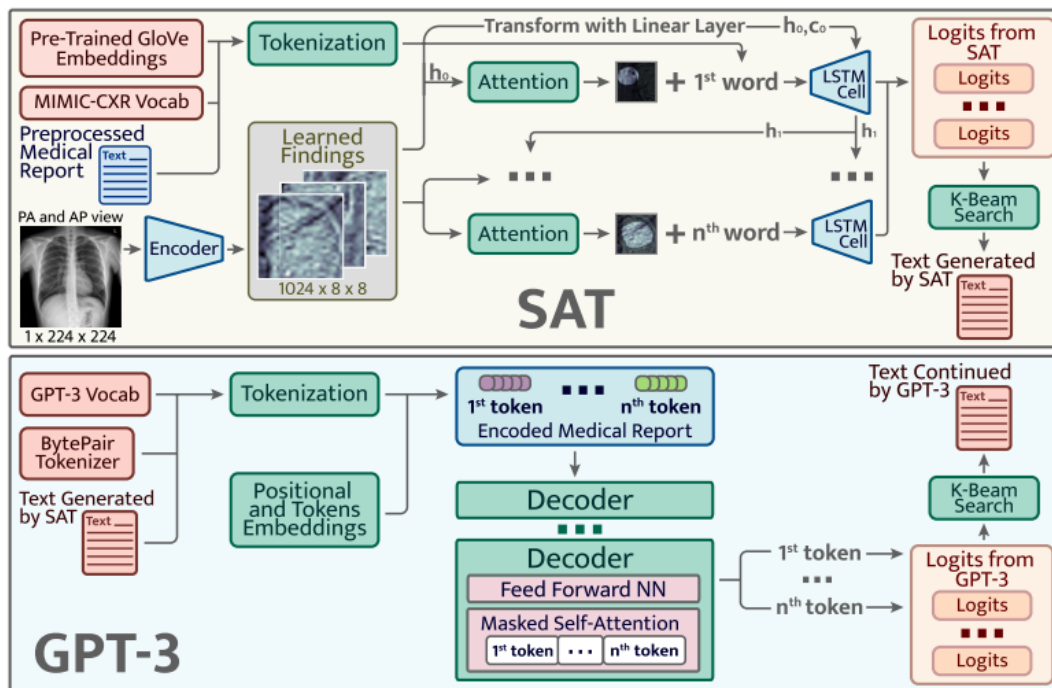 Pre-Trained GloVe
Embeddings
MIMIC-CXR Vocab
Preprocessed
Medical
Report
Text
PA and AP view
1 x 224 x 224
Encoder
Tokenization
Learned
Findings
1024 x 8 x 8
Transform with Linear Layer
h₀,c₀
h₀
Attention
+ 1st word
LSTM
Cell
h₁
h₁
Attention
+ nth word
LSTM
Cell
Logits from
SAT
Logits
Logits
K-Beam
Search
Text Generated
by SAT
Text
SAT
GPT-3 Vocab
BytePair
Tokenizer
Text Generated
by SAT
Text
Tokenization
Positional
and Tokens
Embeddings
1st token
nth token
Encoded Medical Report
Decoder
Decoder
Feed Forward NN
Masked Self-Attention
1st token
...
nth token
1st token
...
nth token
Text Continued
by GPT-3
Text
K-Beam
Search
Logits from
GPT-3
Logits
Logits
GPT-3